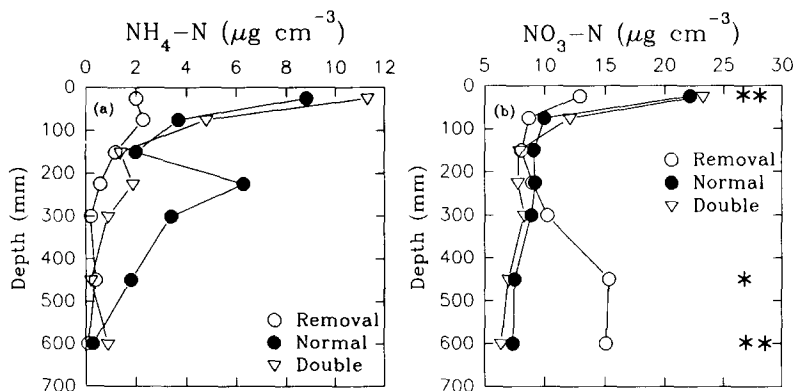 NH₄−N (μg cm⁻³)
0 2 4 6 8 10 12
0
100
200
300
400
500
600
700
Depth (mm)
(a)
○ Removal
● Normal
▽ Double
NO₃−N (μg cm⁻³)
5 10 15 20 25 30
0
100
200
300
400
500
600
700
Depth (mm)
(b)
○ Removal
● Normal
▽ Double
**
*
**